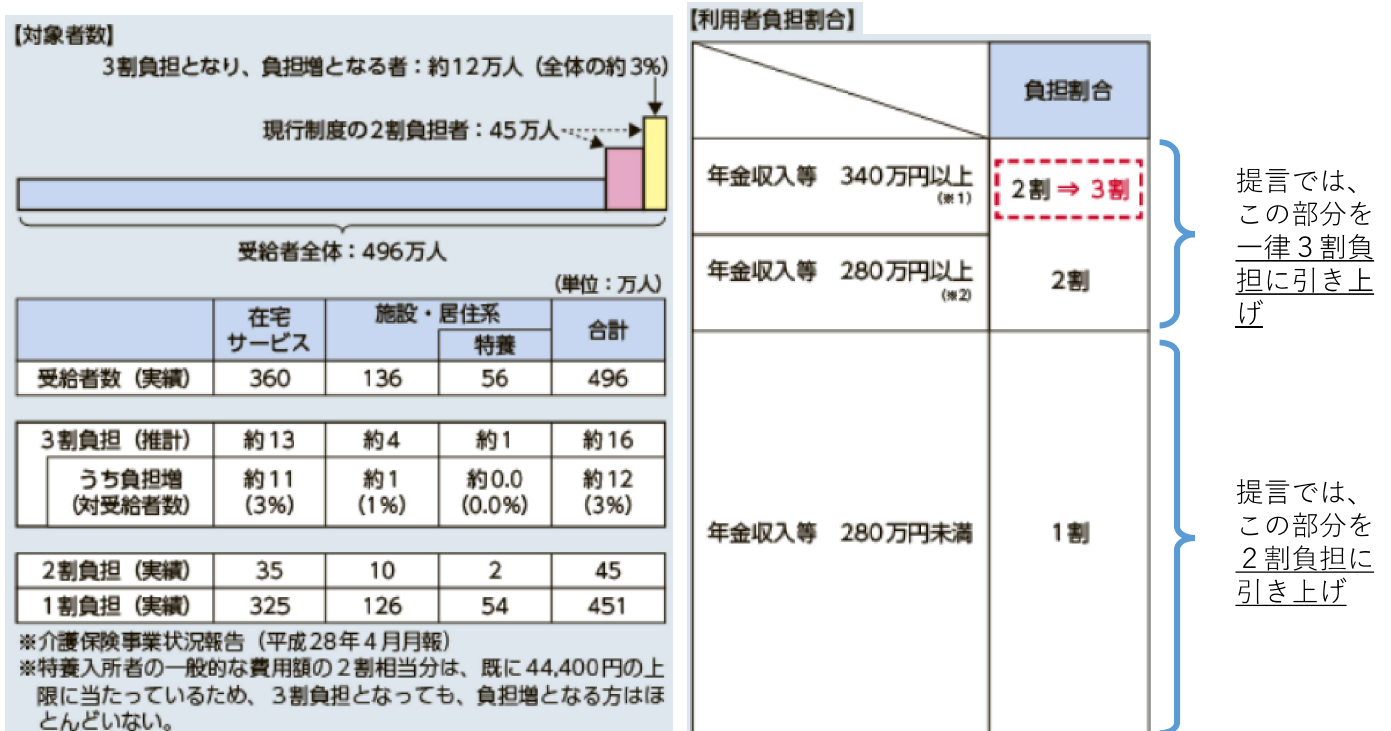 【対象者数】
3割負担となり、負担増となる者：約12万人（全体の約3%）
現行制度の2割負担者：45万人
受給者全体：496万人
（単位：万人）
在宅
サービス
施設・居住系
特養
合計
受給者数（実績） 360 136 56 496
3割負担（推計） 約13 約4 約1 約16
うち負担増
（対受給者数）
約11
(3%)
約1
(1%)
約0.0
(0.0%)
約12
(3%)
2割負担（実績） 35 10 2 45
1割負担（実績） 325 126 54 451
※介護保険事業状況報告（平成28年4月月報）
※特養入所者の一般的な費用額の2割相当分は、既に44,400円の上
限に当たっているため、3割負担となっても、負担増となる方はほ
とんどいない。
【利用者負担割合】
負担割合
年金収入等 340万円以上
(※1)
2割⇒3割
年金収入等 280万円以上
(※2)
2割
年金収入等 280万円未満
1割
提言では、
この部分を
一律３割負
担に引き上
げ
提言では、
この部分を
２割負担に
引き上げ